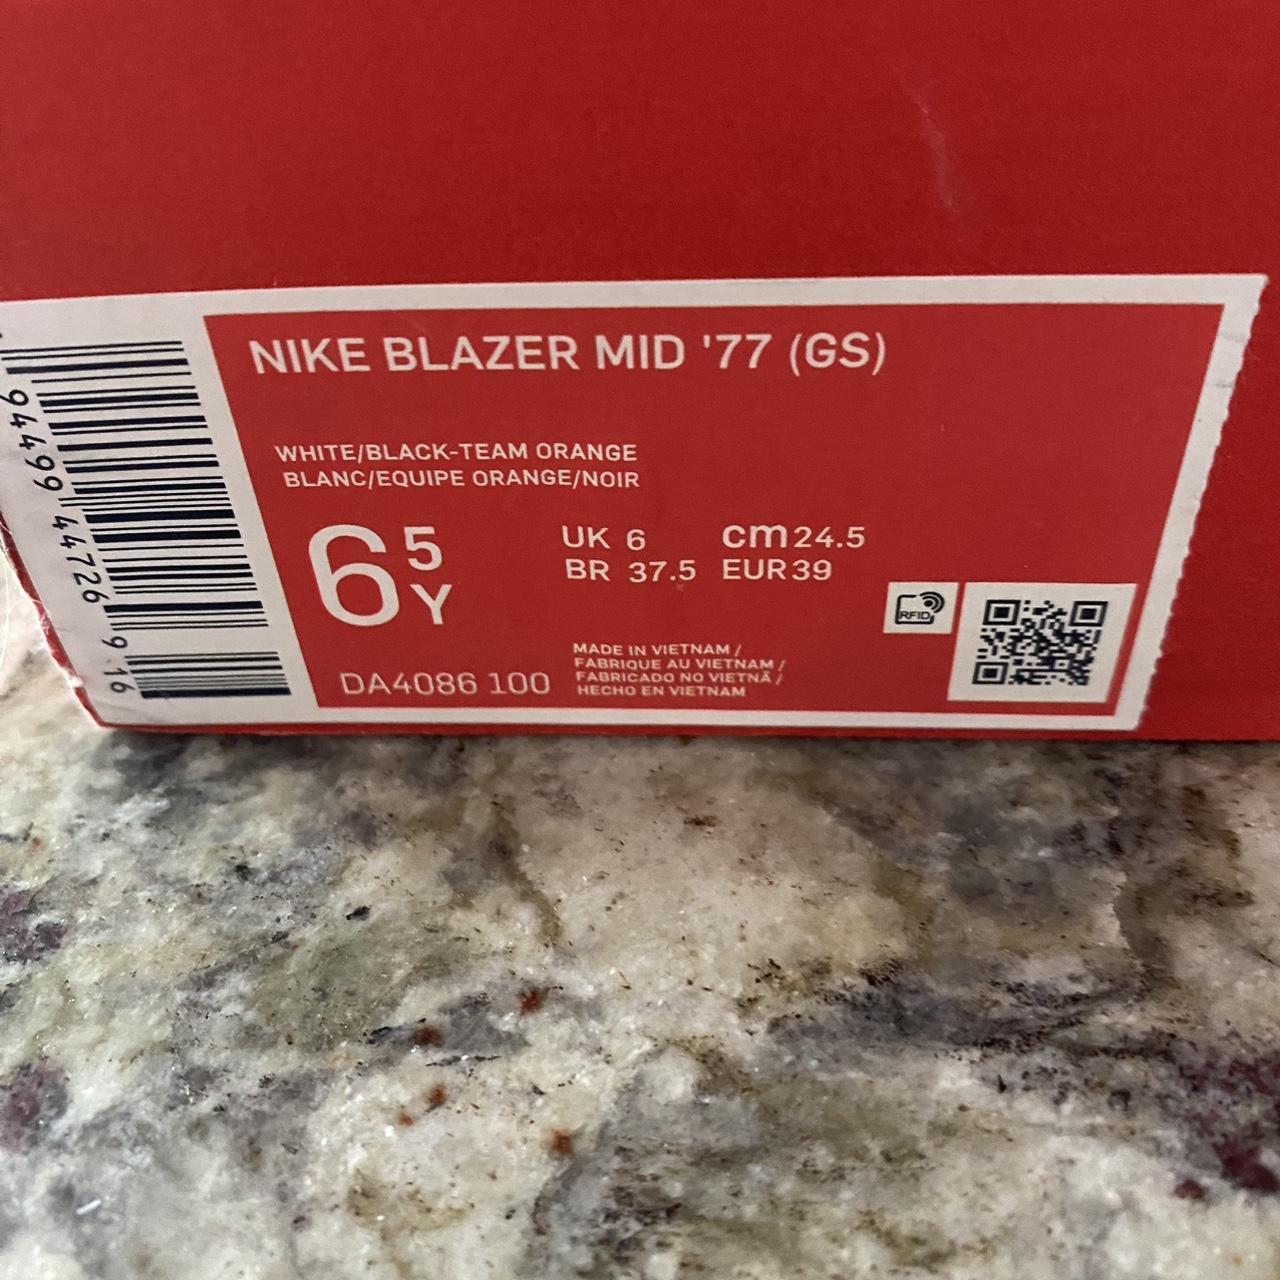 NIKE BLAZER MID '77 (GS)
WHITE/BLACK-TEAM ORANGE
BLANC/EQUIPE ORANGE/NOIR
6 5 Y
UK 6 cm 24.5
BR 37.5 EUR 39
RFID
DA4086 100
MADE IN VIETNAM /
FABRIQUE AU VIETNAM /
FABRICADO NO VIETNÃ /
HECHO EN VIETNAM
94499 44726 9 16